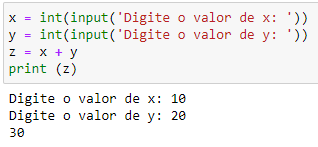 x = int(input('Digite o valor de x: '))
y = int(input('Digite o valor de y: '))
z = x + y
print (z)
Digite o valor de x: 10
Digite o valor de y: 20
30